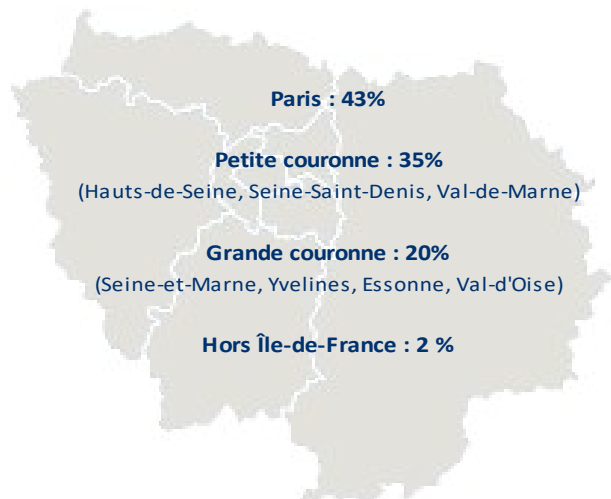 Paris : 43%
Petite couronne : 35%
(Hauts-de-Seine, Seine-Saint-Denis, Val-de-Marne)
Grande couronne : 20%
(Seine-et-Marne, Yvelines, Essonne, Val-d'Oise)
Hors Île-de-France : 2 %